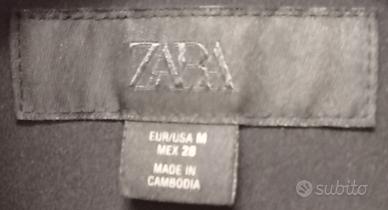 ZARA
EUR/USA M
MEX 28
MADE IN
CAMBODIA
subito